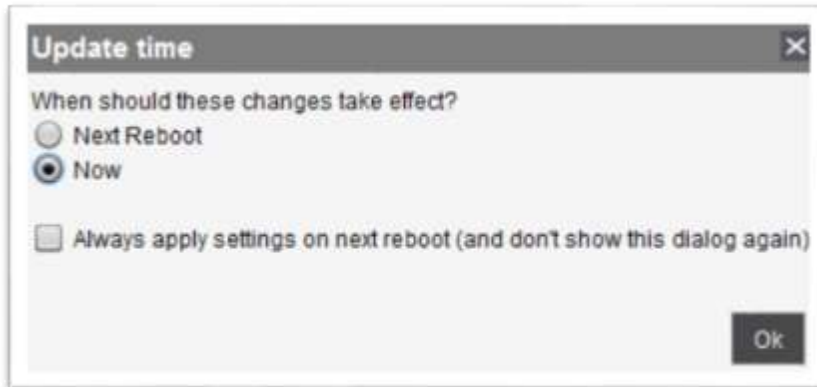 Update time
When should these changes take effect?
Next Reboot
Now
Always apply settings on next reboot (and don't show this dialog again)
Ok